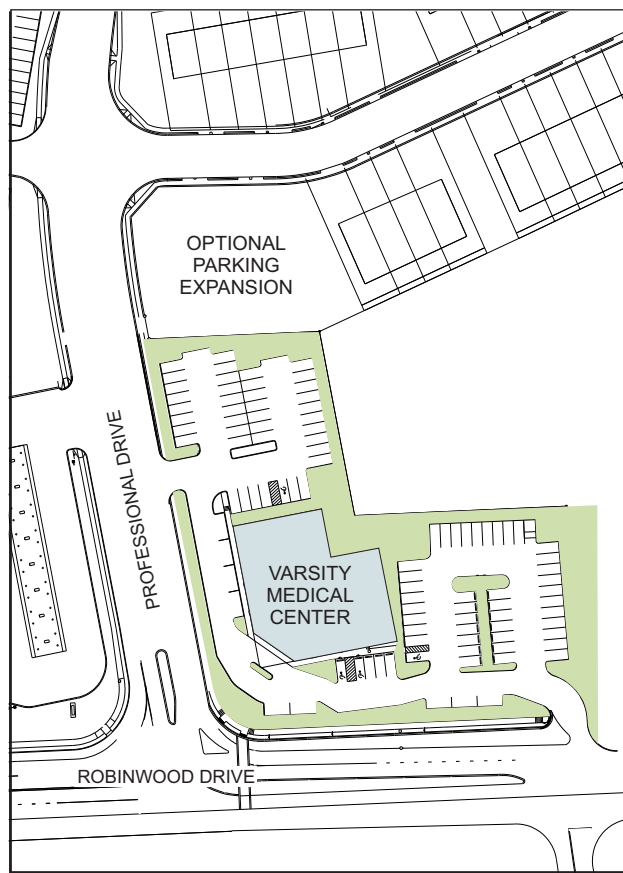 OPTIONAL
PARKING
EXPANSION
PROFESSIONAL DRIVE
VARSITY
MEDICAL
CENTER
ROBINWOOD DRIVE